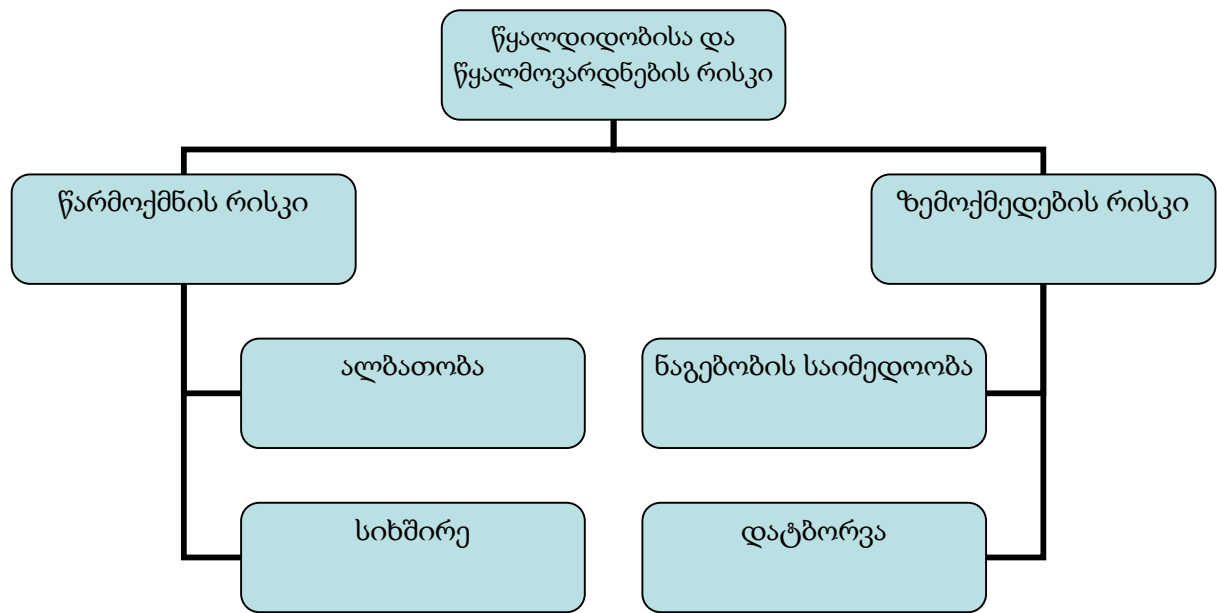 წყალდიდობისა და
წყალმოვარდნების რისკი
წარმოქმნის რისკი
ზემოქმედების რისკი
ალბათობა
ნაგებობის საიმედოობა
სიხშირე
დატბორვა